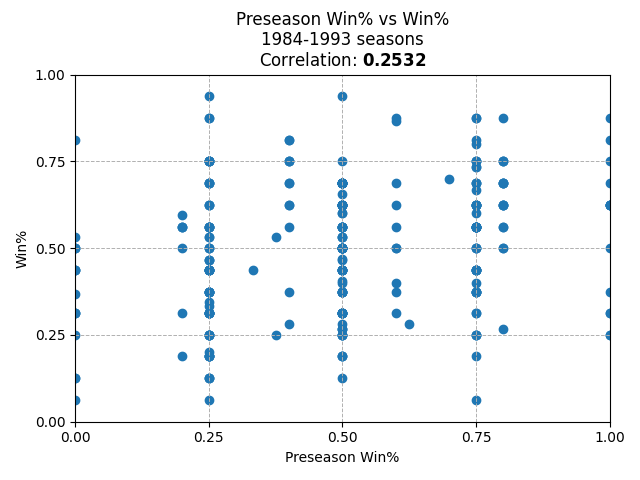 Preseason Win% vs Win%
1984-1993 seasons
Correlation: 0.2532
1.00
0.75
0.50
0.25
0.00
Win%
0.00 0.25 0.50 0.75 1.00
Preseason Win%